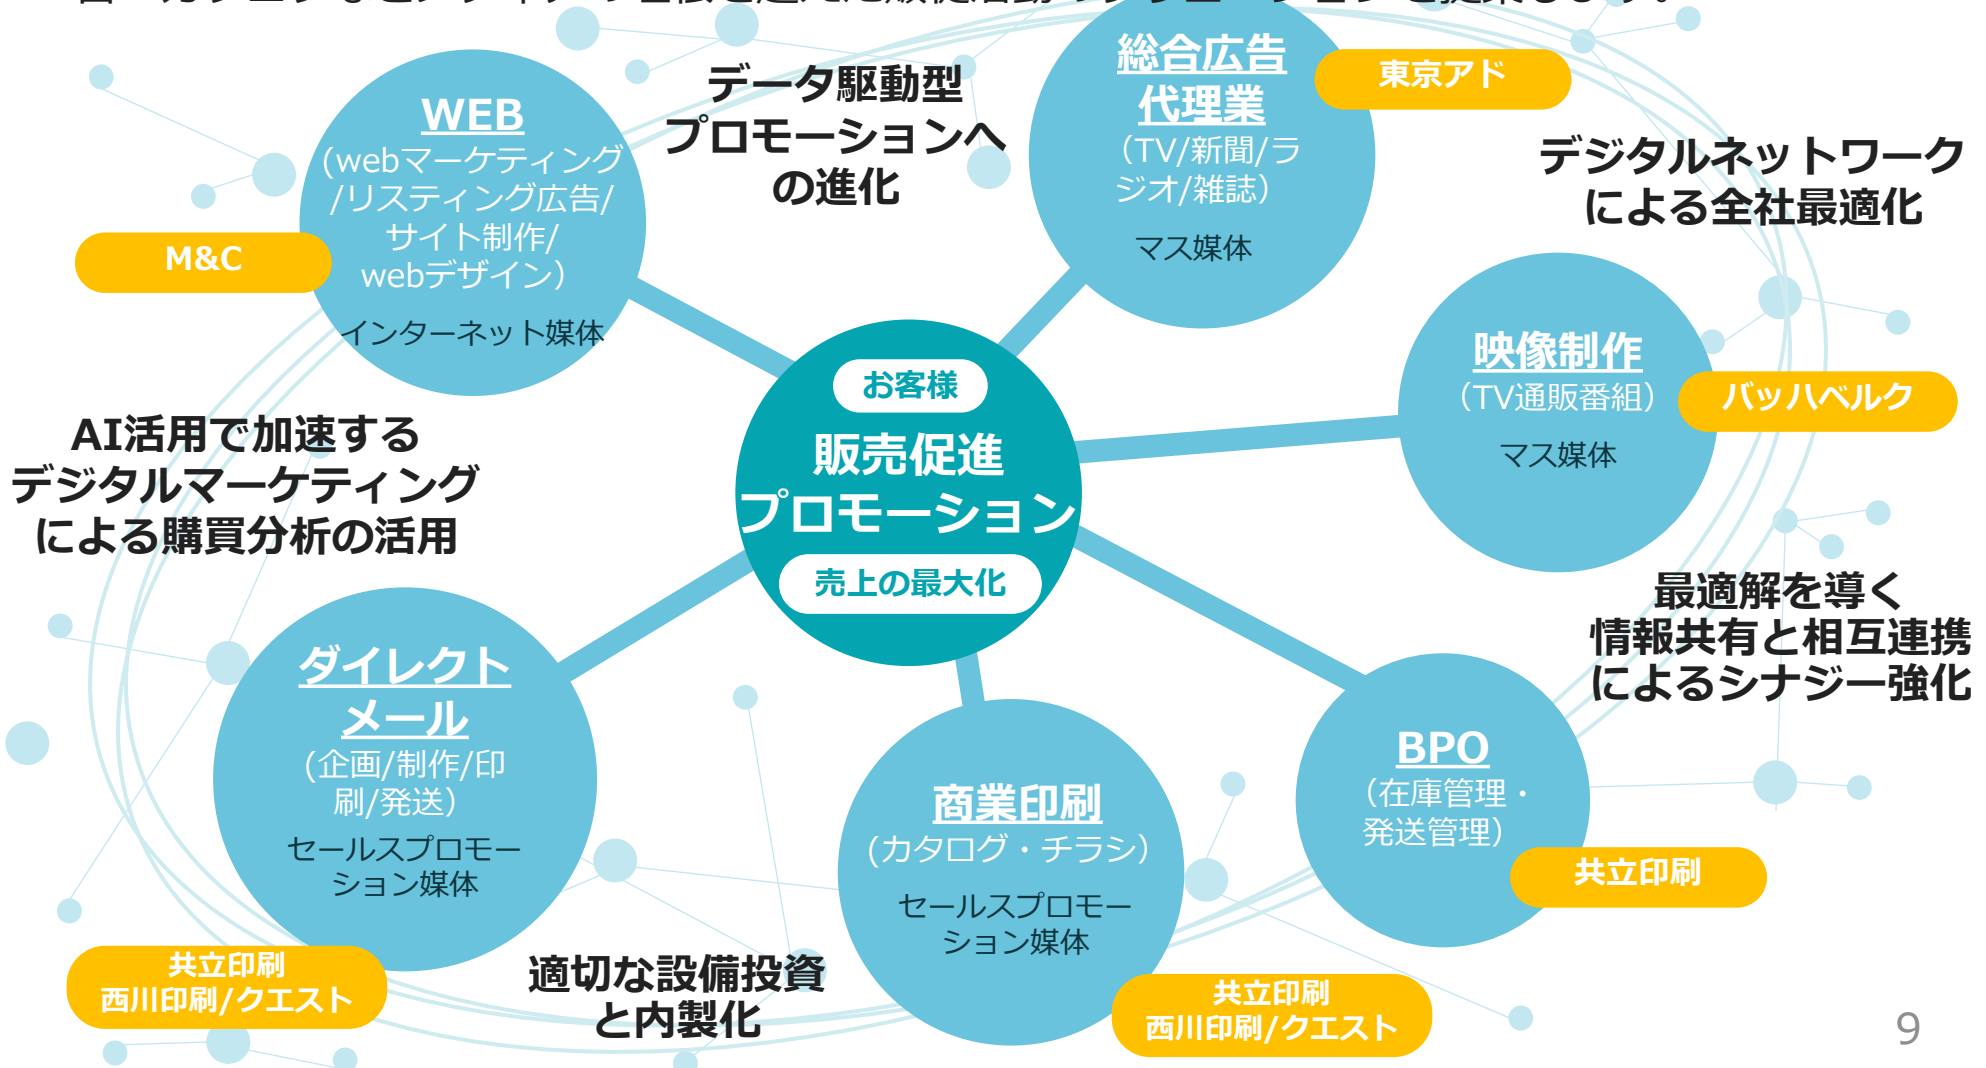 WEB
(webマーケティング
/リスティング広告/
サイト制作/
webデザイン）
インターネット媒体
M&C
データ駆動型
プロモーションへ
の進化
総合広告
代理業
（TV/新聞/ラ
ジオ/雑誌）
マス媒体
東京アド
デジタルネットワーク
による全社最適化
映像制作
（TV通販番組）
マス媒体
バッハベルク
お客様
販売促進
プロモーション
売上の最大化
AI活用で加速する
デジタルマーケティング
による購買分析の活用
最適解を導く
情報共有と相互連携
によるシナジー強化
ダイレクト
メール
(企画/制作/印
刷/発送）
セールスプロモー
ション媒体
共立印刷
西川印刷/クエスト
適切な設備投資
と内製化
商業印刷
(カタログ・チラシ）
セールスプロモー
ション媒体
共立印刷
西川印刷/クエスト
BPO
（在庫管理・
発送管理）
共立印刷
9